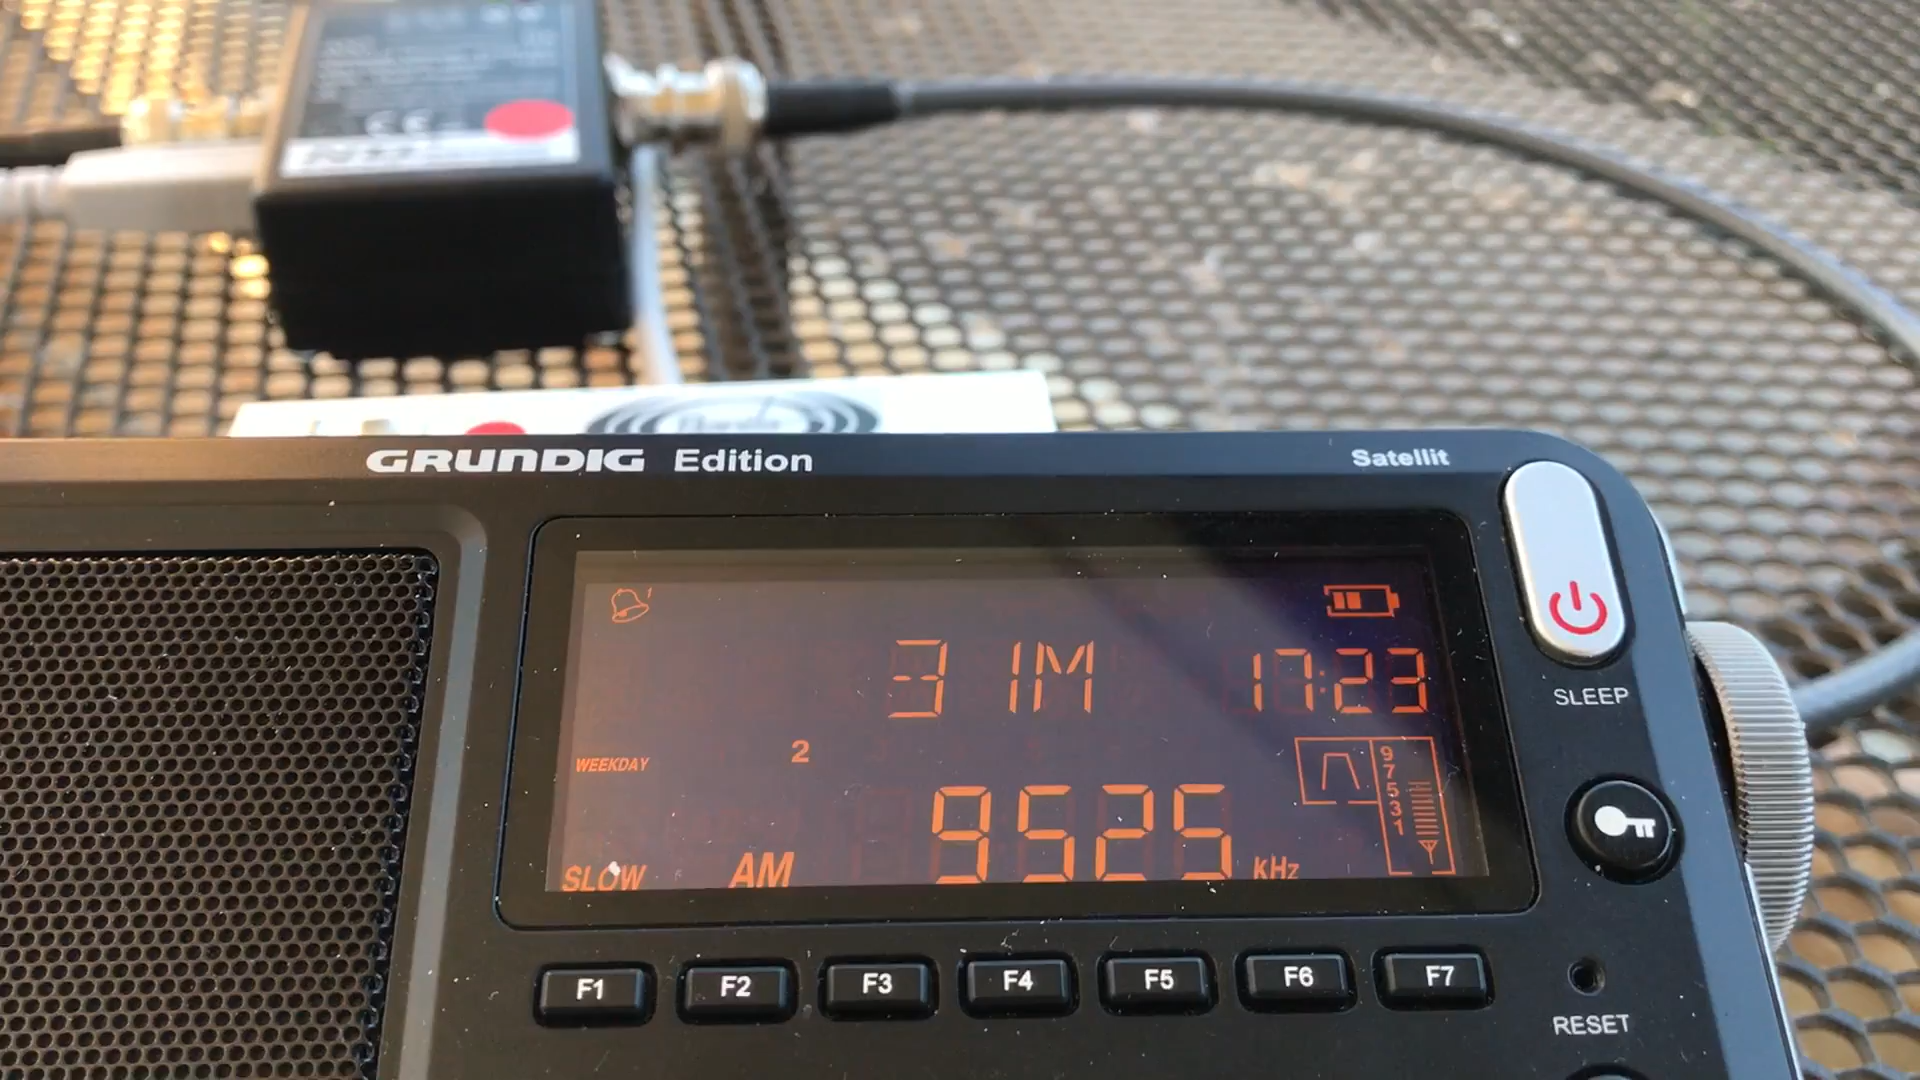 GRUNDIG Edition
Satellit
31M
17:23
WEEKDAY
2
9
7
5
3
1
SLOW
AM
9525
kHz
SLEEP
F1
F2
F3
F4
F5
F6
F7
RESET